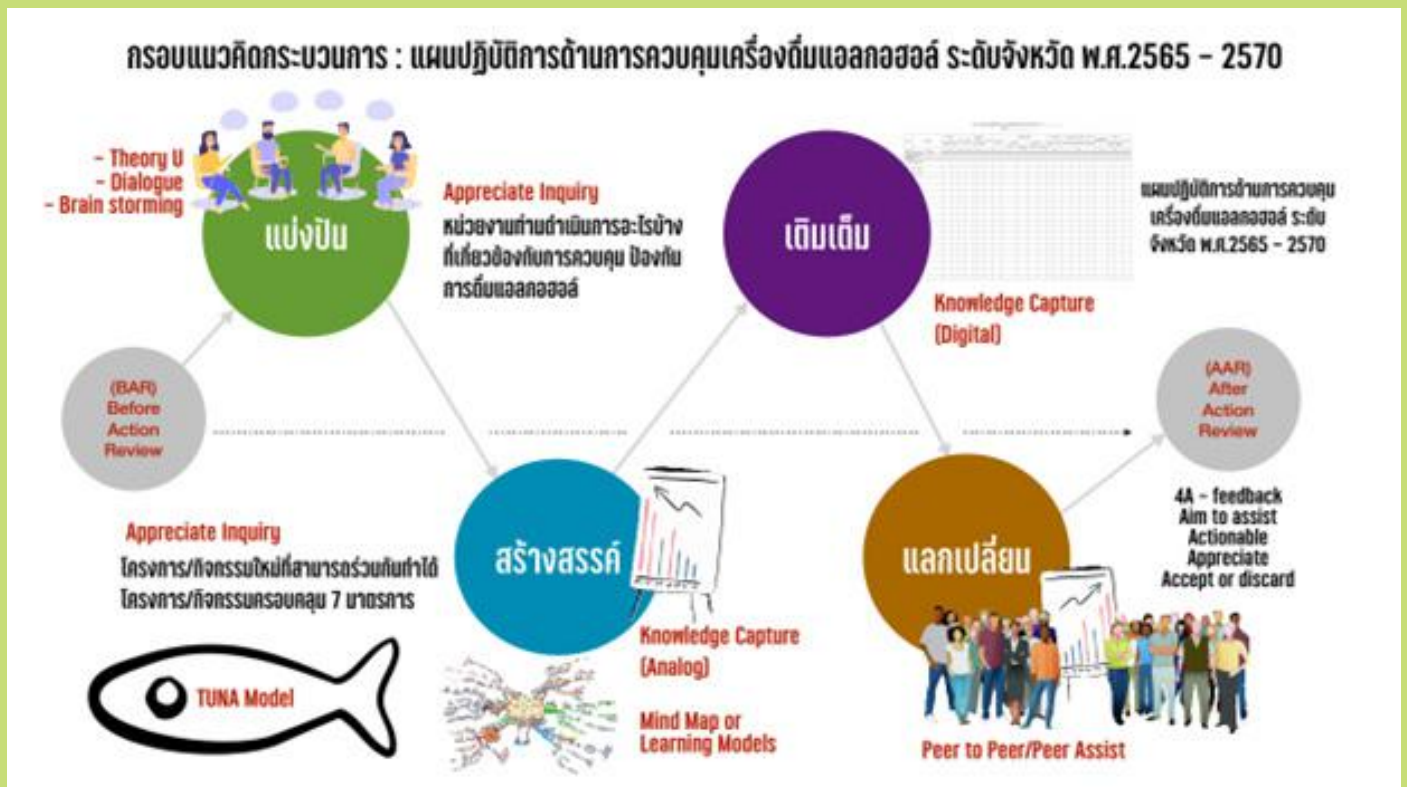 กรอบแนวคิดกระบวนการ : แผนปฏิบัติการด้านการควบคุมเครื่องดื่มแอลกอฮอล์ ระดับจังหวัด พ.ศ.2565 - 2570
- Theory U
- Dialogue
- Brain storming
แบ่งปัน
Appreciate Inquiry
หน่วยงานท่านดำเนินการอะไรบ้าง
ที่เกี่ยวข้องกับการควบคุม ป้องกัน
การดื่มแอลกอฮอล์
เติมเต็ม
แผนปฏิบัติการด้านการควบคุม
เครื่องดื่มแอลกอฮอล์ ระดับ
จังหวัด พ.ศ.2565 - 2570
Knowledge Capture
(Digital)
(BAR)
Before
Action
Review
(AAR)
After
Action
Review
4A - feedback
Aim to assist
Actionable
Appreciate
Accept or discard
Appreciate Inquiry
โครงการ/กิจกรรมใหม่ที่สามารถร่วมกันทำได้
โครงการ/กิจกรรมครอบคลุม 7 มาตรการ
TUNA Model
สร้างสรรค์
Knowledge Capture
(Analog)
Mind Map or
Learning Models
แลกเปลี่ยน
Peer to Peer/Peer Assist